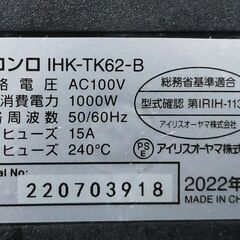 コンロ IHK-TK62-B
格電圧 AC100V
消費電力 1000W
周波数 50/60Hz
ヒューズ 15A
ヒューズ 240℃
総務省基準適合
型式確認 第IRIH-113
PSE アイリスオーヤマ株式会
アイリスオーヤマ株式会
al No:
220703918
2022年
MADE IN CH